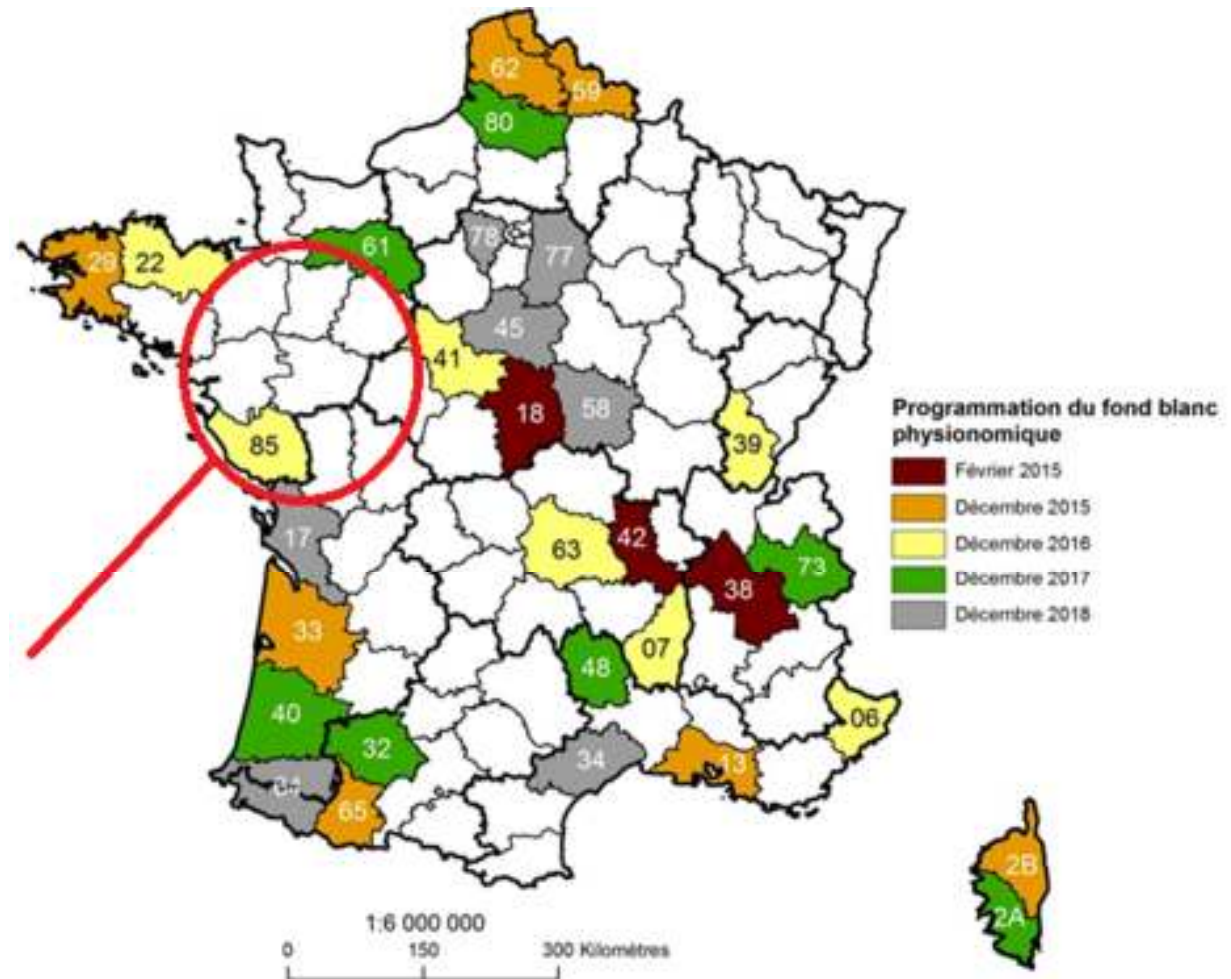 62
59
80
61
78
77
29
22
45
41
18
58
85
39
17
42
63
73
38
33
07
48
40
06
32
34
13
64
65
2B
2A
Programmation du fond blanc
physionomique
Février 2015
Décembre 2015
Décembre 2016
Décembre 2017
Décembre 2018
1:6 000 000
0 150 300 Kilomètres